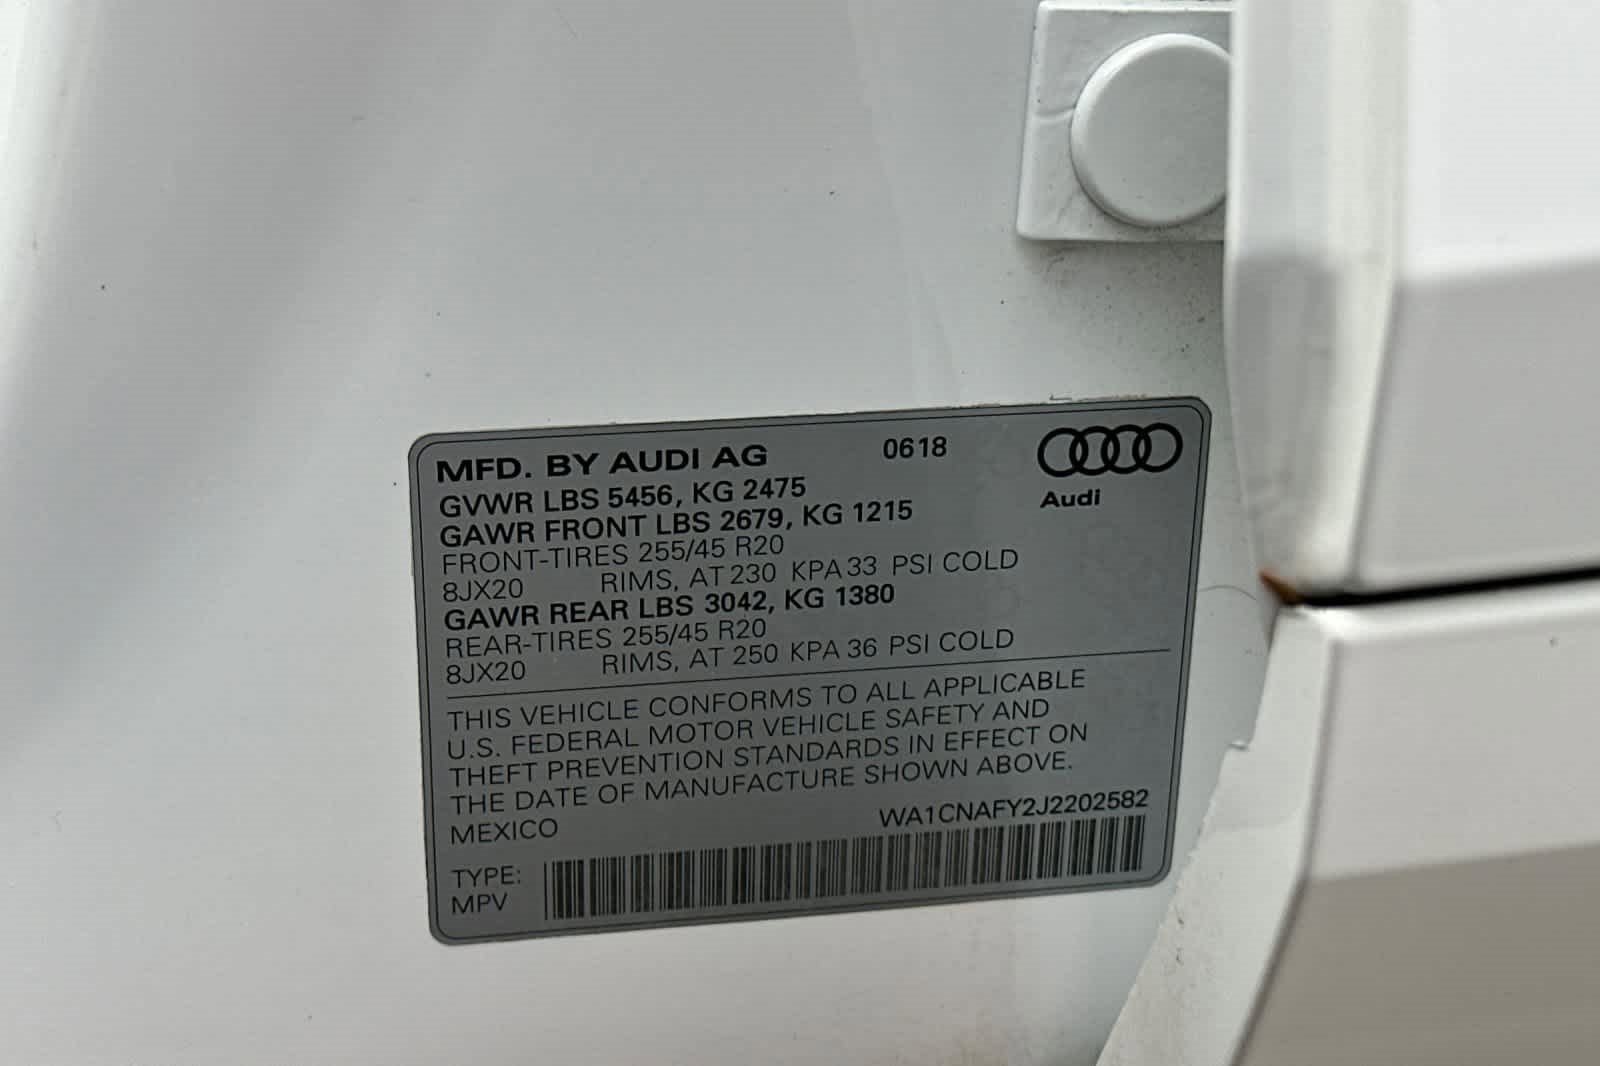 MFD. BY AUDI AG 0618
GVWR LBS 5456, KG 2475
Audi
GAWR FRONT LBS 2679, KG 1215
FRONT-TIRES 255/45 R20
8JX20 RIMS, AT 230 KPA 33 PSI COLD
GAWR REAR LBS 3042, KG 1380
REAR-TIRES 255/45 R20
8JX20 RIMS, AT 250 KPA 36 PSI COLD
THIS VEHICLE CONFORMS TO ALL APPLICABLE
U.S. FEDERAL MOTOR VEHICLE SAFETY AND
THEFT PREVENTION STANDARDS IN EFFECT ON
THE DATE OF MANUFACTURE SHOWN ABOVE.
MEXICO WA1CNAFY2J2202582
TYPE:
MPV